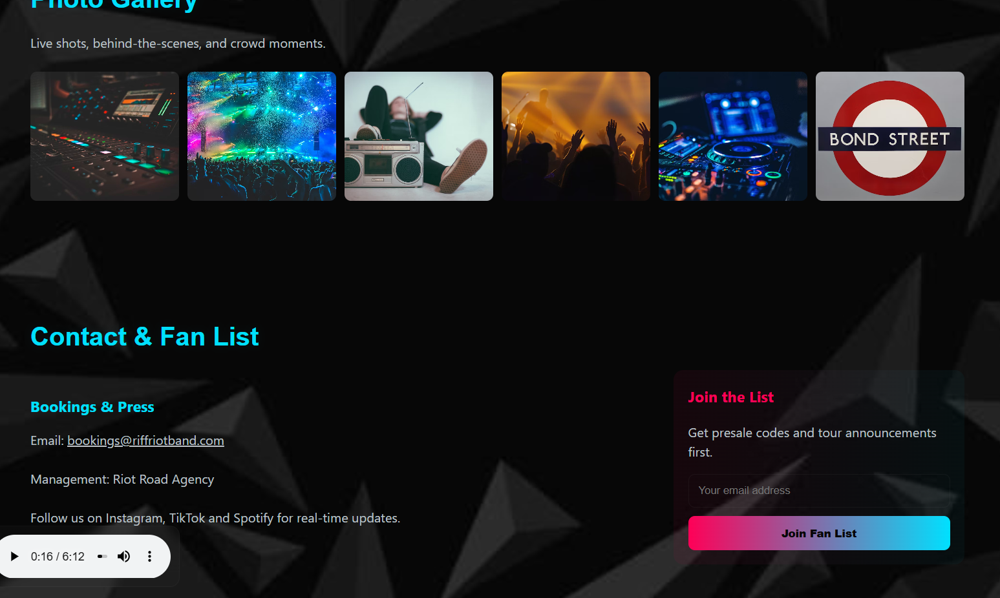 Photo Gallery
Live shots, behind-the-scenes, and crowd moments.
BOND STREET
Contact & Fan List
Bookings & Press
Email: bookings@riffriotband.com
Management: Riot Road Agency
Follow us on Instagram, TikTok and Spotify for real-time updates.
0:16 / 6:12
Join the List
Get presale codes and tour announcements
first.
Your email address
Join Fan List